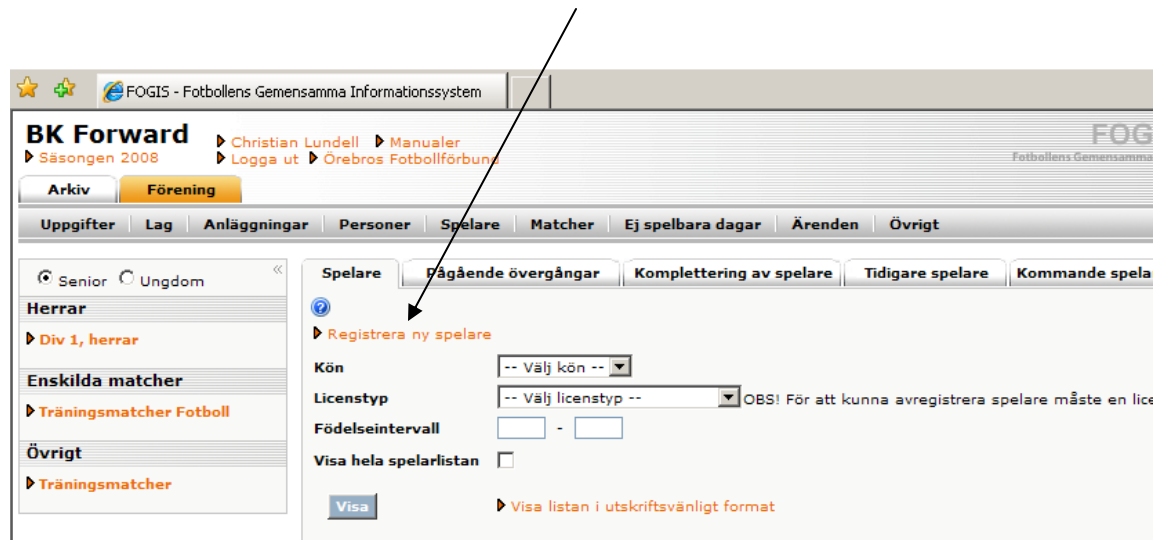 FOGIS - Fotbollens Gemensamma Informationssystem
BK Forward
Christian Lundell Manualer
Säsongen 2008 Logga ut Örebros Fotbollförbund
FOG
Fotbollens Gemensamma
Arkiv Förening
Uppgifter Lag Anläggningar Personer Spelare Matcher Ej spelbara dagar Ärenden Övrigt
Senior Ungdom «
Herrar
Div 1, herrar
Enskilda matcher
Träningsmatcher Fotboll
Övrigt
Träningsmatcher
Spelare Pågående övergångar Komplettering av spelare Tidigare spelare Kommande spela
?
Registrera ny spelare
Kön -- Välj kön --
Licenstyp -- Välj licenstyp -- OBS! För att kunna avregistrera spelare måste en lice
Födelseintervall -
Visa hela spelarlistan
Visa Visa listan i utskriftsvänligt format